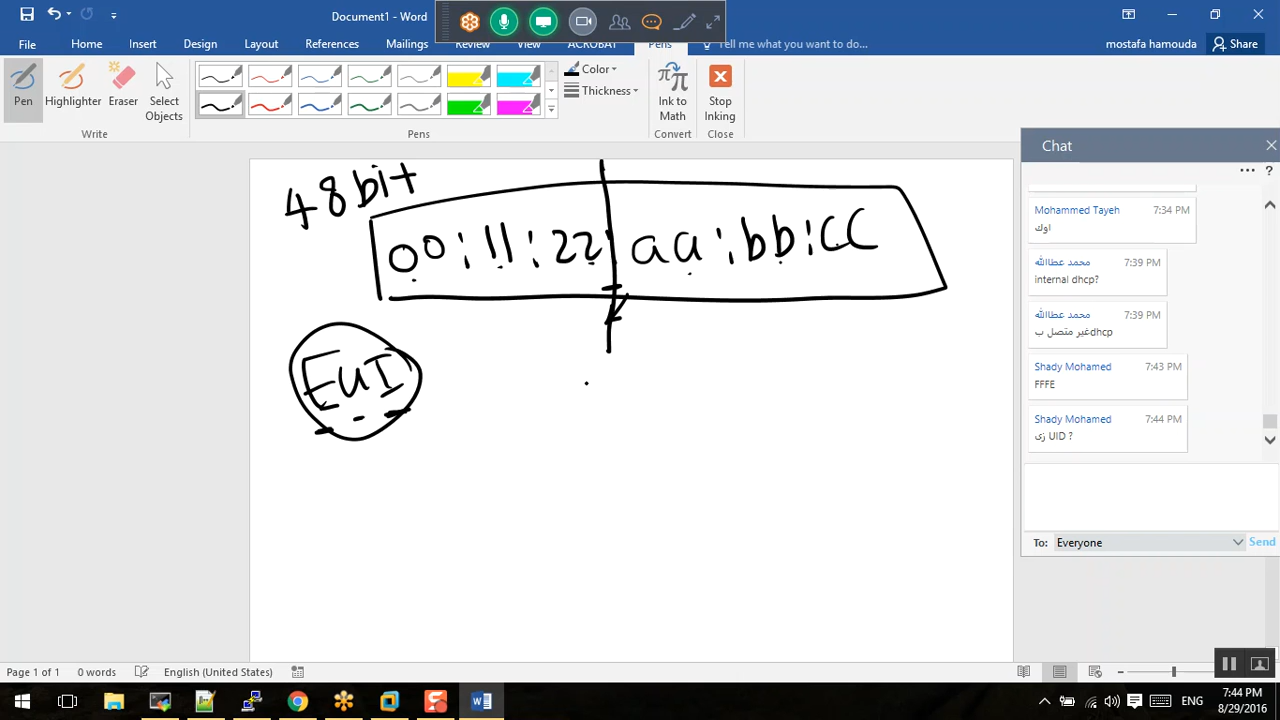 Document1 - Word
mostafa hamouda
Share
File
Home
Insert
Design
Layout
References
Mailings
Review
View
ACROBAT
Pens
Tell me what you want to do...
Pen
Highlighter
Eraser
Select Objects
Color
Thickness
Ink to Math
Stop Inking
Write
Pens
Convert
Close
48bit
00:11:22:aa:bb:CC
EuI
Chat
Mohammed Tayeh 7:34 PM
اوك
محمد عطاالله 7:39 PM
internal dhcp?
محمد عطاالله 7:39 PM
غير متصل بdhcp
Shady Mohamed 7:43 PM
FFFE
Shady Mohamed 7:44 PM
زى UID ?
To: Everyone Send
Page 1 of 1
0 words
English (United States)
ENG
7:44 PM
8/29/2016